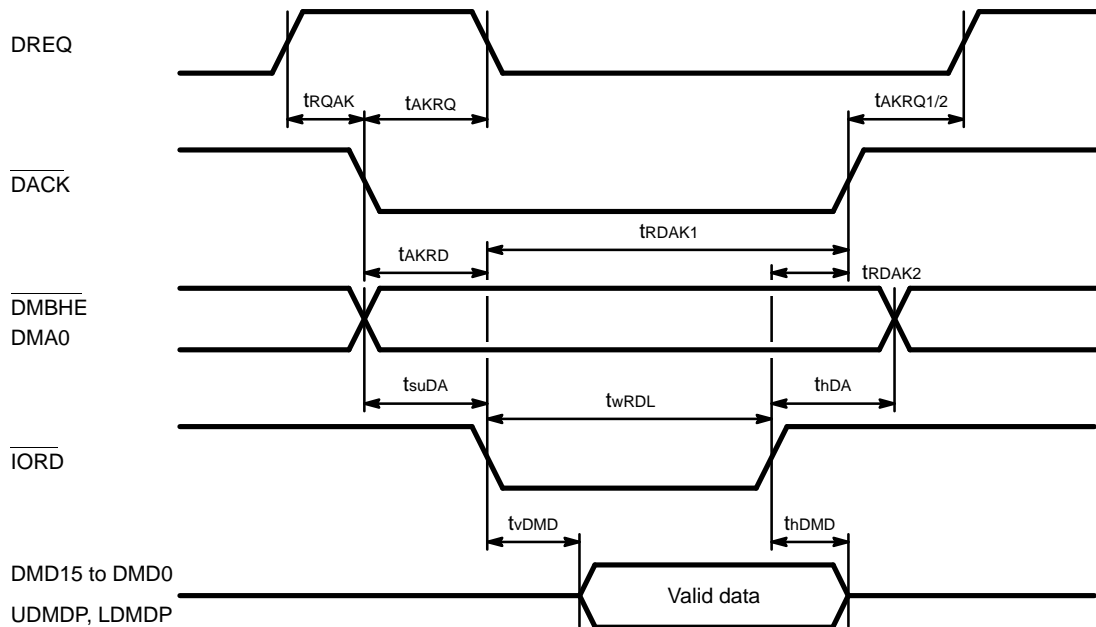 DREQ
tRQAK
tAKRQ
tAKRQ1/2
DACK
tRDAK1
tAKRD
tRDAK2
DMBHE
DMA0
tsuDA
twRDL
thDA
IORD
tvDMD
thDMD
DMD15 to DMD0
Valid data
UDMDP, LDMDP